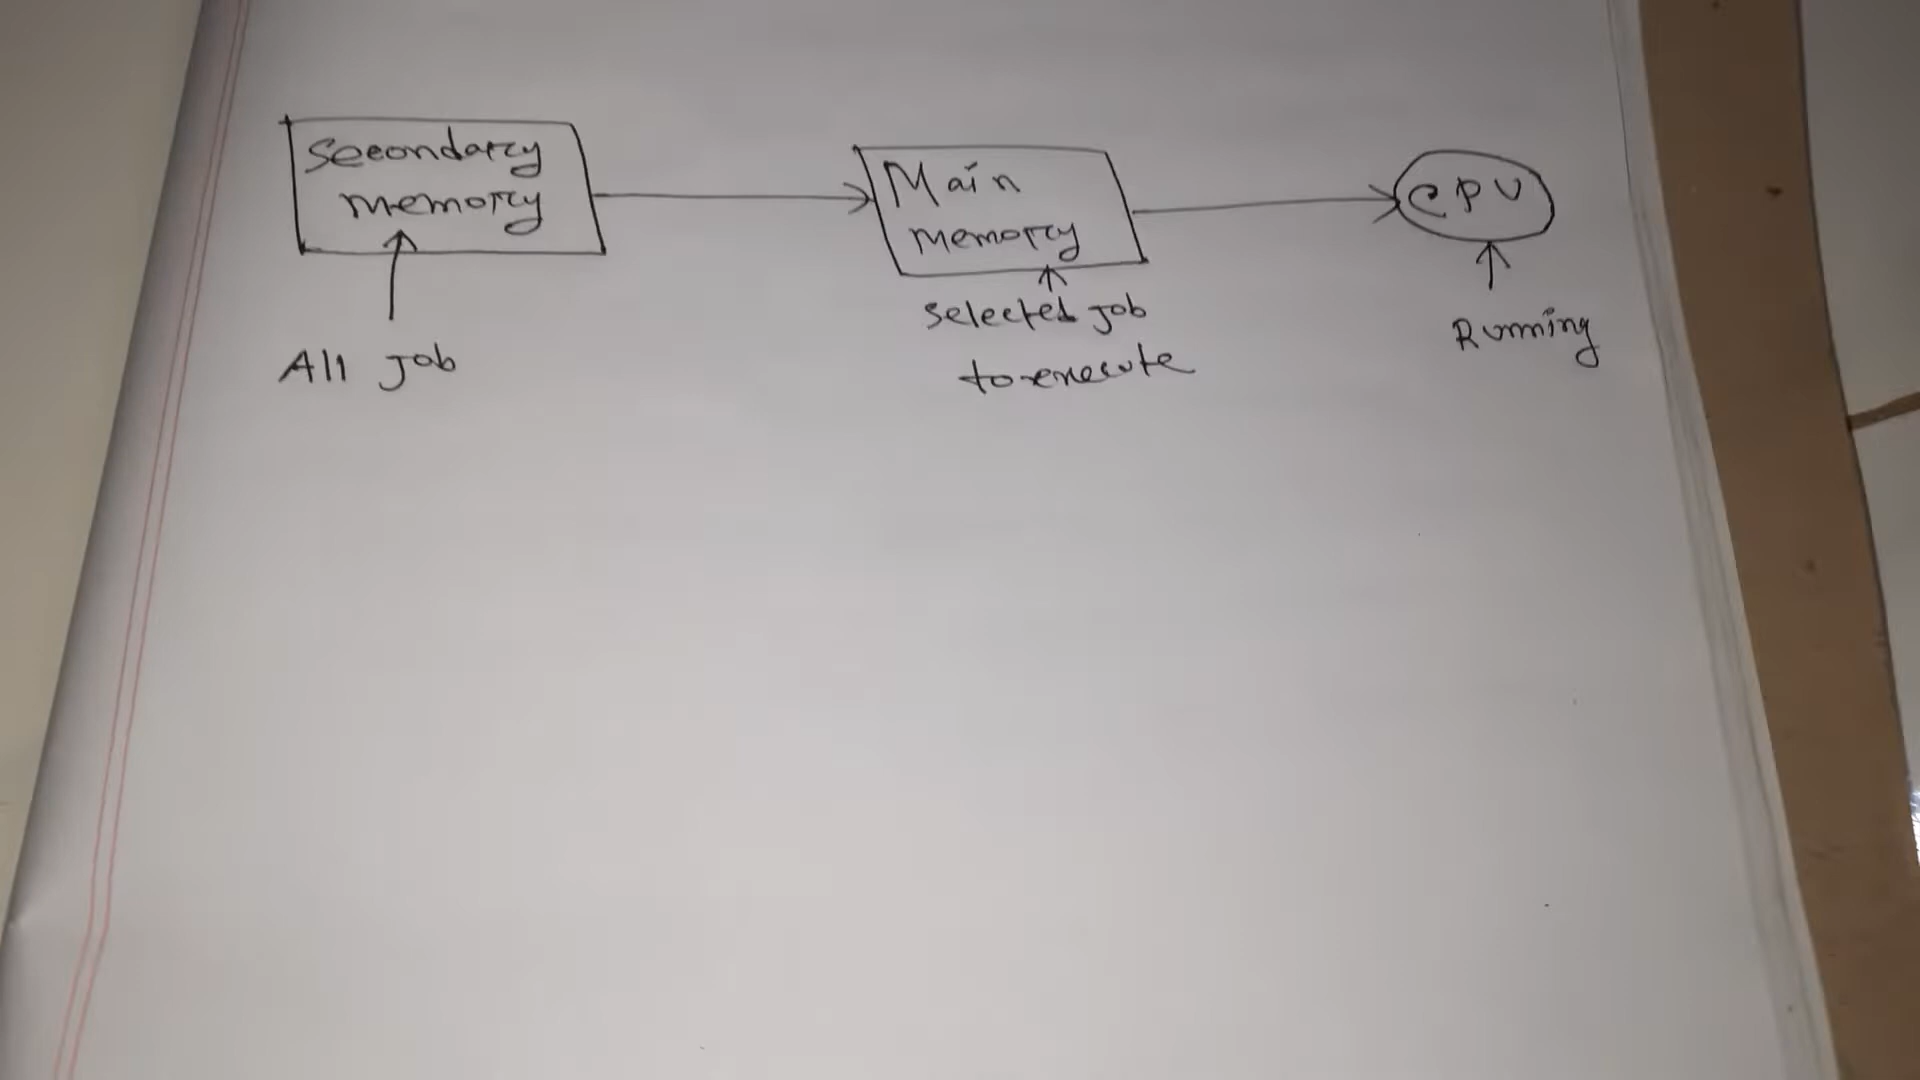 Secondary
memory
All Job
Main
memory
selected job
to execute
CPU
Running